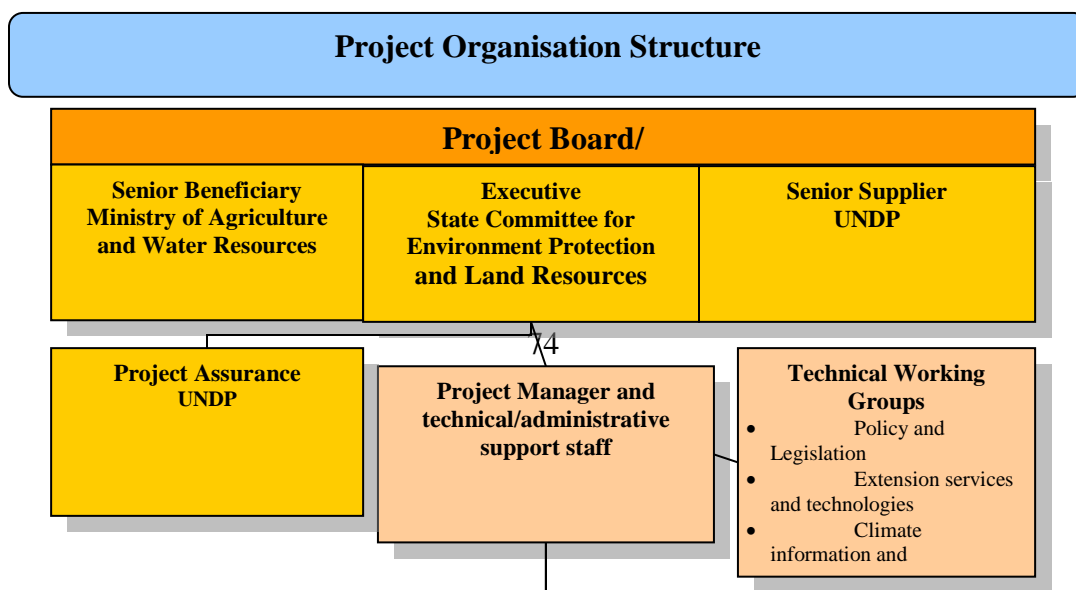 Project Organisation Structure
Project Board/
Senior Beneficiary
Ministry of Agriculture
and Water Resources
Executive
State Committee for
Environment Protection
and Land Resources
Senior Supplier
UNDP
74
Project Assurance
UNDP
Project Manager and
technical/administrative
support staff
Technical Working
Groups
• Policy and
Legislation
• Extension services
and technologies
• Climate
information and